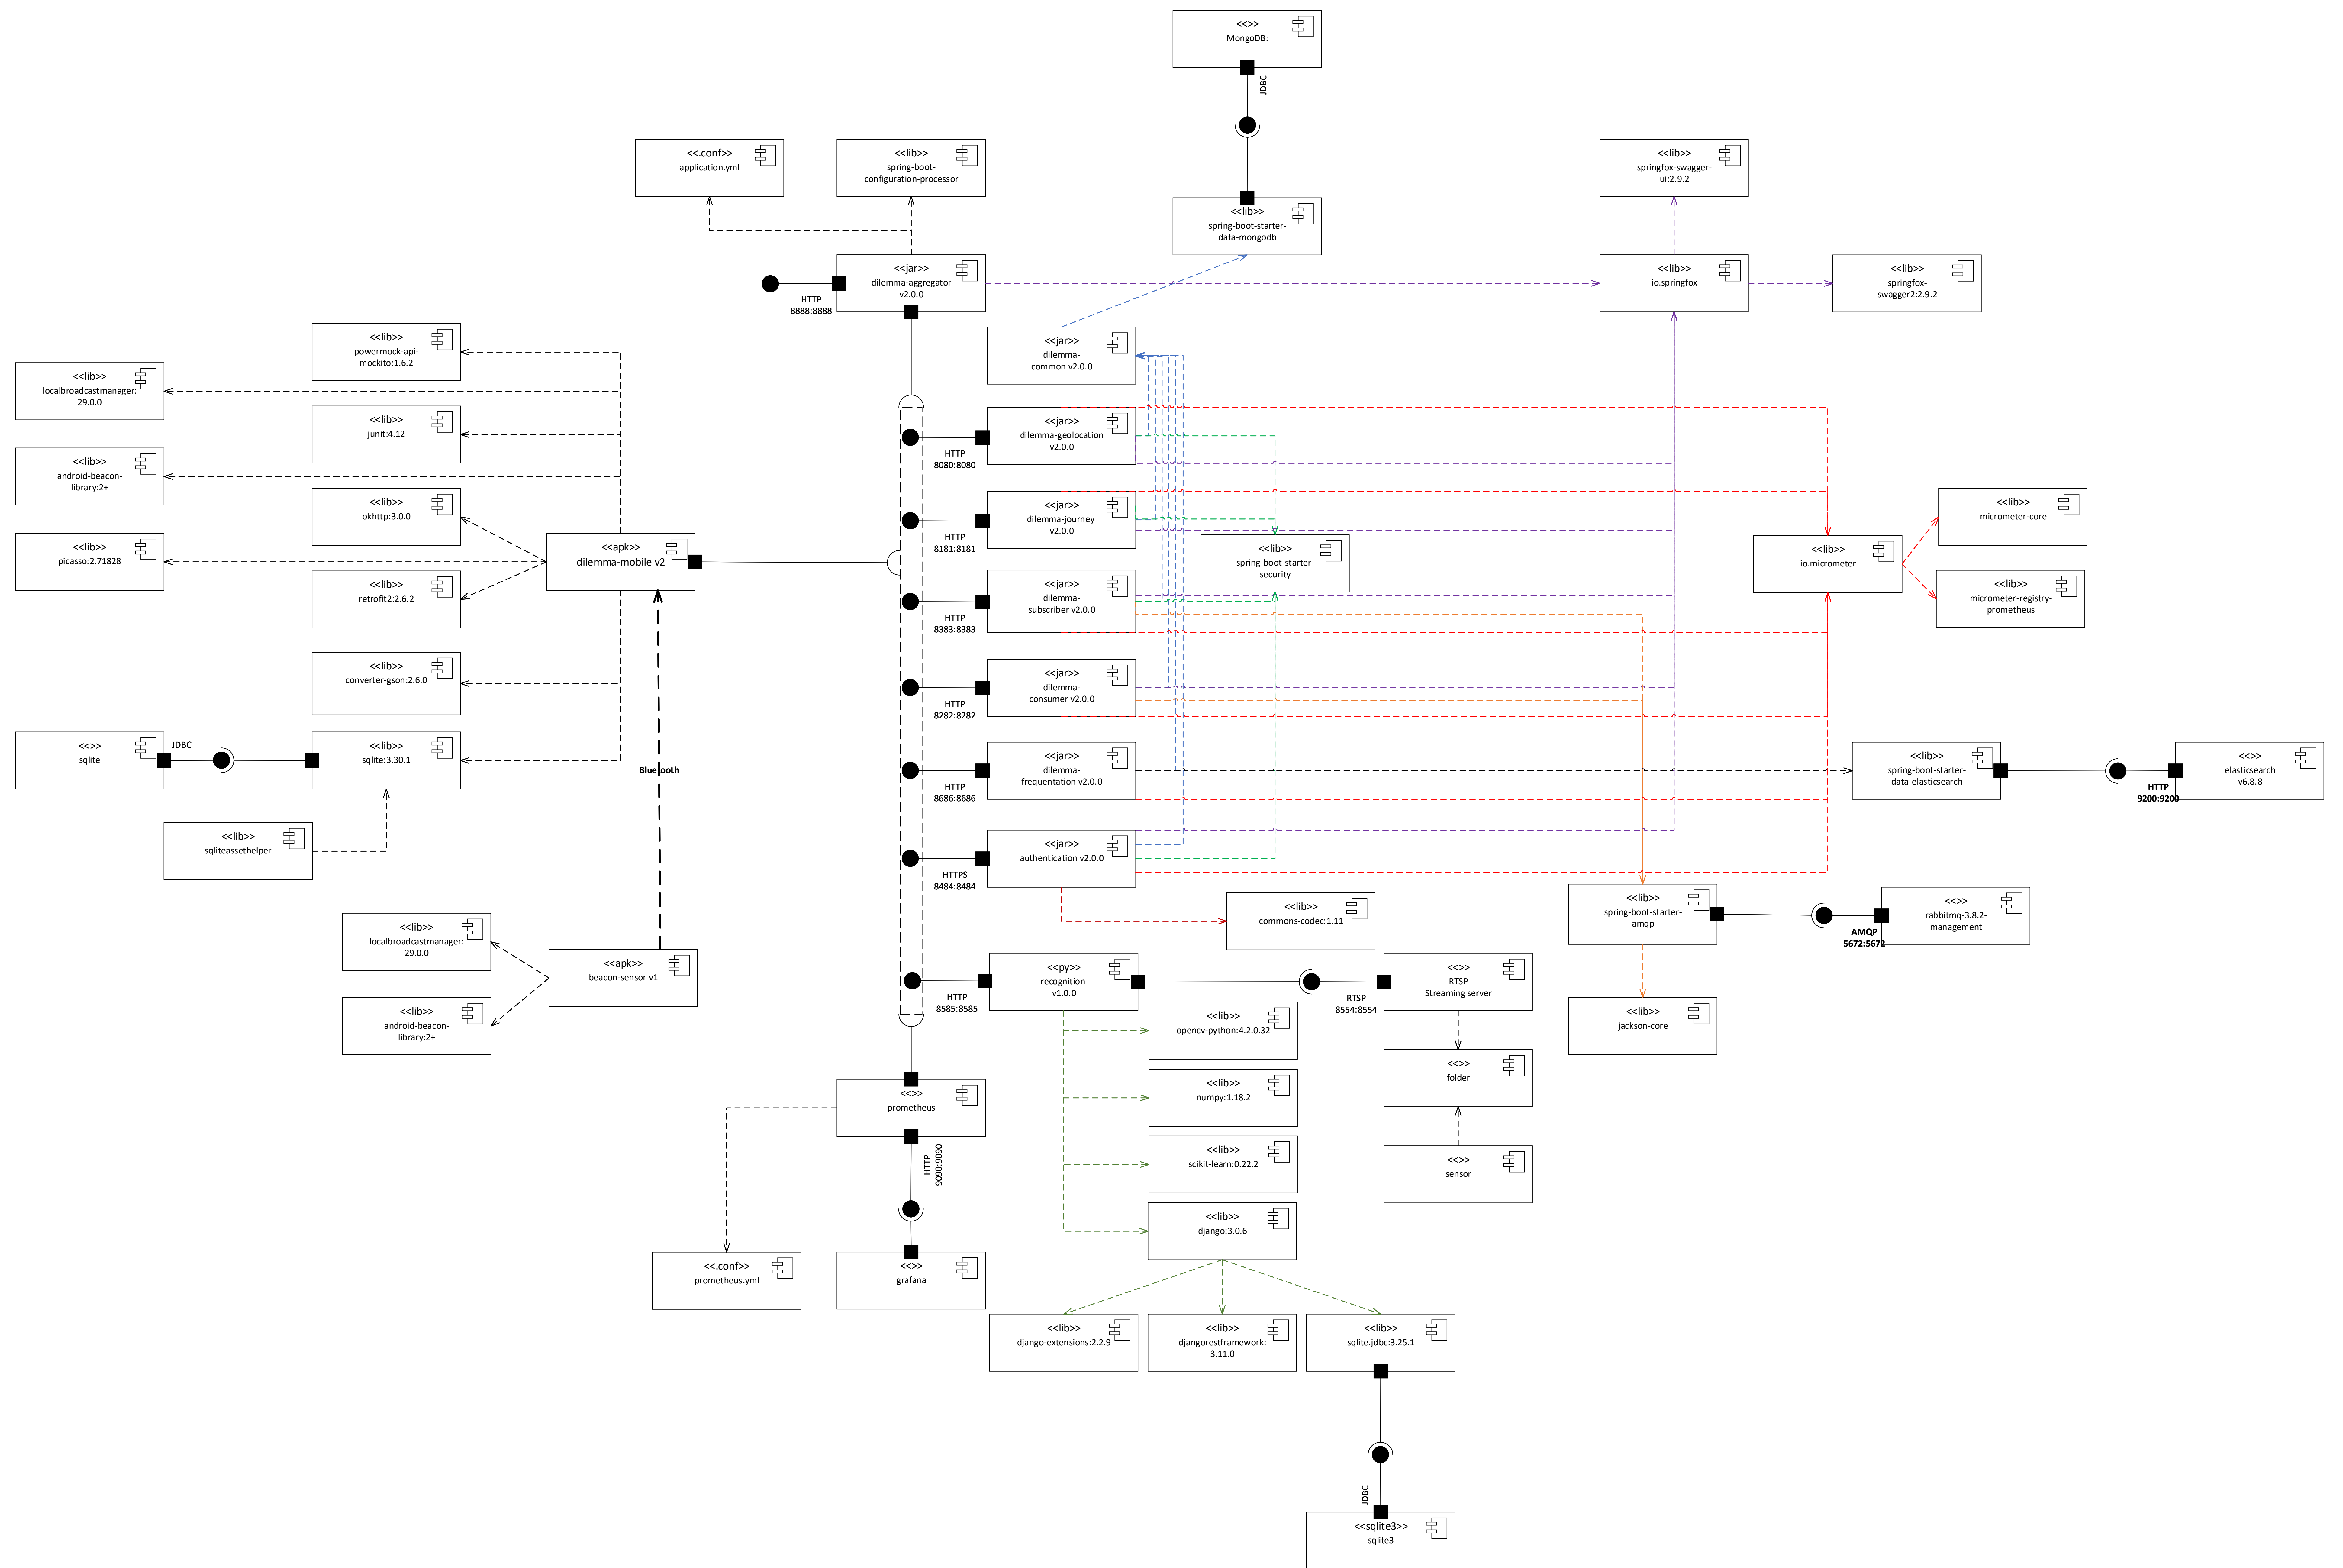 <<>>
MongoDB:
JDBC
<<.conf>>
application.yml
<<lib>>
spring-boot-
configuration-processor
<<lib>>
springfox-swagger-
ui:2.9.2
<<lib>>
spring-boot-starter-
data-mongodb
<<jar>>
dilemma-aggregator
v2.0.0
HTTP
8888:8888
<<lib>>
io.springfox
<<lib>>
springfox-
swagger2:2.9.2
<<lib>>
powermock-api-
mockito:1.6.2
<<jar>>
dilemma-
common v2.0.0
<<lib>>
localbroadcastmanager:
29.0.0
<<lib>>
junit:4.12
<<jar>>
dilemma-geolocation
v2.0.0
HTTP
8080:8080
<<lib>>
android-beacon-
library:2+
<<lib>>
okhttp:3.0.0
<<jar>>
dilemma-journey
v2.0.0
HTTP
8181:8181
<<lib>>
micrometer-core
<<lib>>
picasso:2.71828
<<apk>>
dilemma-mobile v2
<<lib>>
spring-boot-starter-
security
<<lib>>
io.micrometer
<<lib>>
retrofit2:2.6.2
<<jar>>
dilemma-
subscriber v2.0.0
HTTP
8383:8383
<<lib>>
micrometer-registry-
prometheus
<<lib>>
converter-gson:2.6.0
<<jar>>
dilemma-
consumer v2.0.0
HTTP
8282:8282
<<>>
sqlite
JDBC
<<lib>>
sqlite:3.30.1
Bluetooth
<<jar>>
dilemma-
frequentation v2.0.0
HTTP
8686:8686
<<lib>>
spring-boot-starter-
data-elasticsearch
<<>>
elasticsearch
v6.8.8
HTTP
9200:9200
<<lib>>
sqliteassethelper
<<jar>>
authentication v2.0.0
HTTPS
8484:8484
<<lib>>
commons-codec:1.11
<<lib>>
spring-boot-starter-
amqp
<<>>
rabbitmq-3.8.2-
management
AMQP
5672:5672
<<lib>>
localbroadcastmanager:
29.0.0
<<apk>>
beacon-sensor v1
<<py>>
recognition
v1.0.0
HTTP
8585:8585
<<>>
RTSP
Streaming server
RTSP
8554:8554
<<lib>>
android-beacon-
library:2+
<<lib>>
opencv-python:4.2.0.32
<<lib>>
jackson-core
<<>>
folder
<<>>
prometheus
<<lib>>
numpy:1.18.2
HTTP
9090:9090
<<lib>>
scikit-learn:0.22.2
<<>>
sensor
<<lib>>
django:3.0.6
<<.conf>>
prometheus.yml
<<>>
grafana
<<lib>>
django-extensions:2.2.9
<<lib>>
djangorestframework:
3.11.0
<<lib>>
sqlite.jdbc:3.25.1
JDBC
<<sqlite3>>
sqlite3